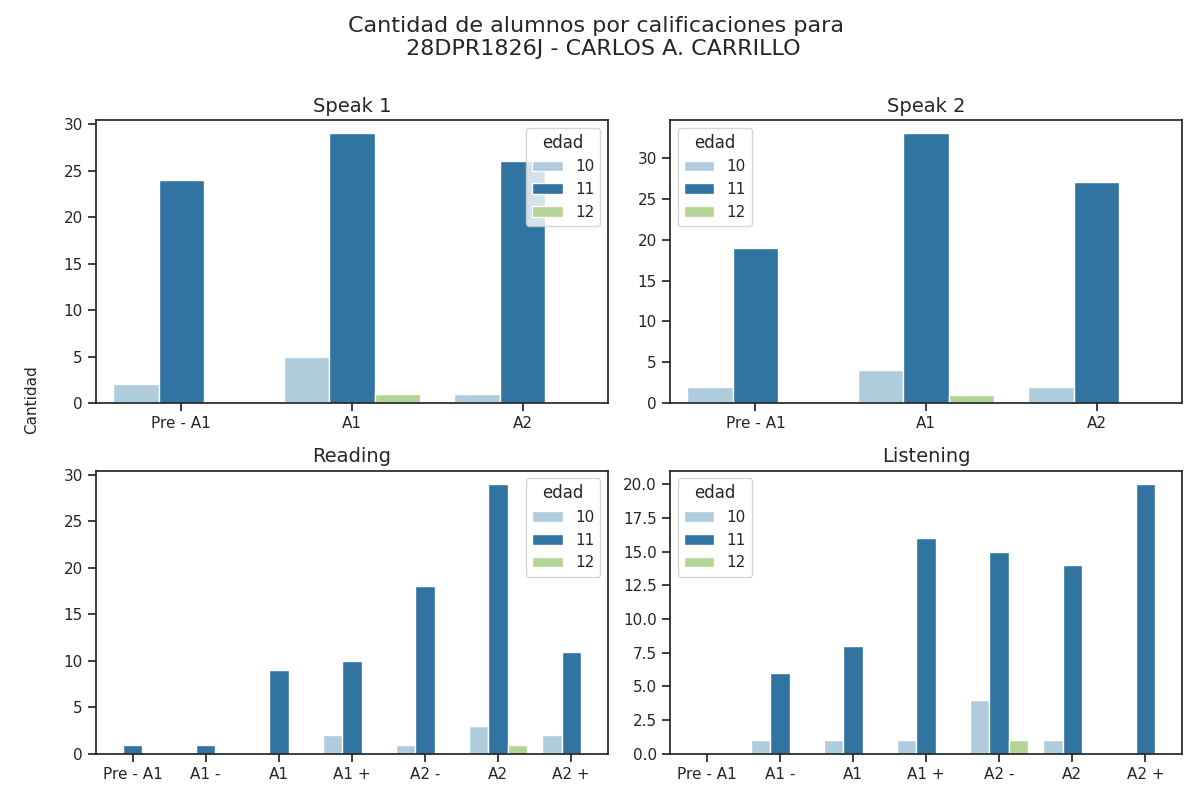 Cantidad de alumnos por calificaciones para
28DPR1826J - CARLOS A. CARRILLO
Cantidad
Speak 1
30
25
20
15
10
5
0
Pre - A1
A1
A2
edad
10
11
12
Speak 2
30
25
20
15
10
5
0
Pre - A1
A1
A2
edad
10
11
12
Reading
30
25
20
15
10
5
0
Pre - A1
A1 -
A1
A1 +
A2 -
A2
A2 +
edad
10
11
12
Listening
20.0
17.5
15.0
12.5
10.0
7.5
5.0
2.5
0.0
Pre - A1
A1 -
A1
A1 +
A2 -
A2
A2 +
edad
10
11
12